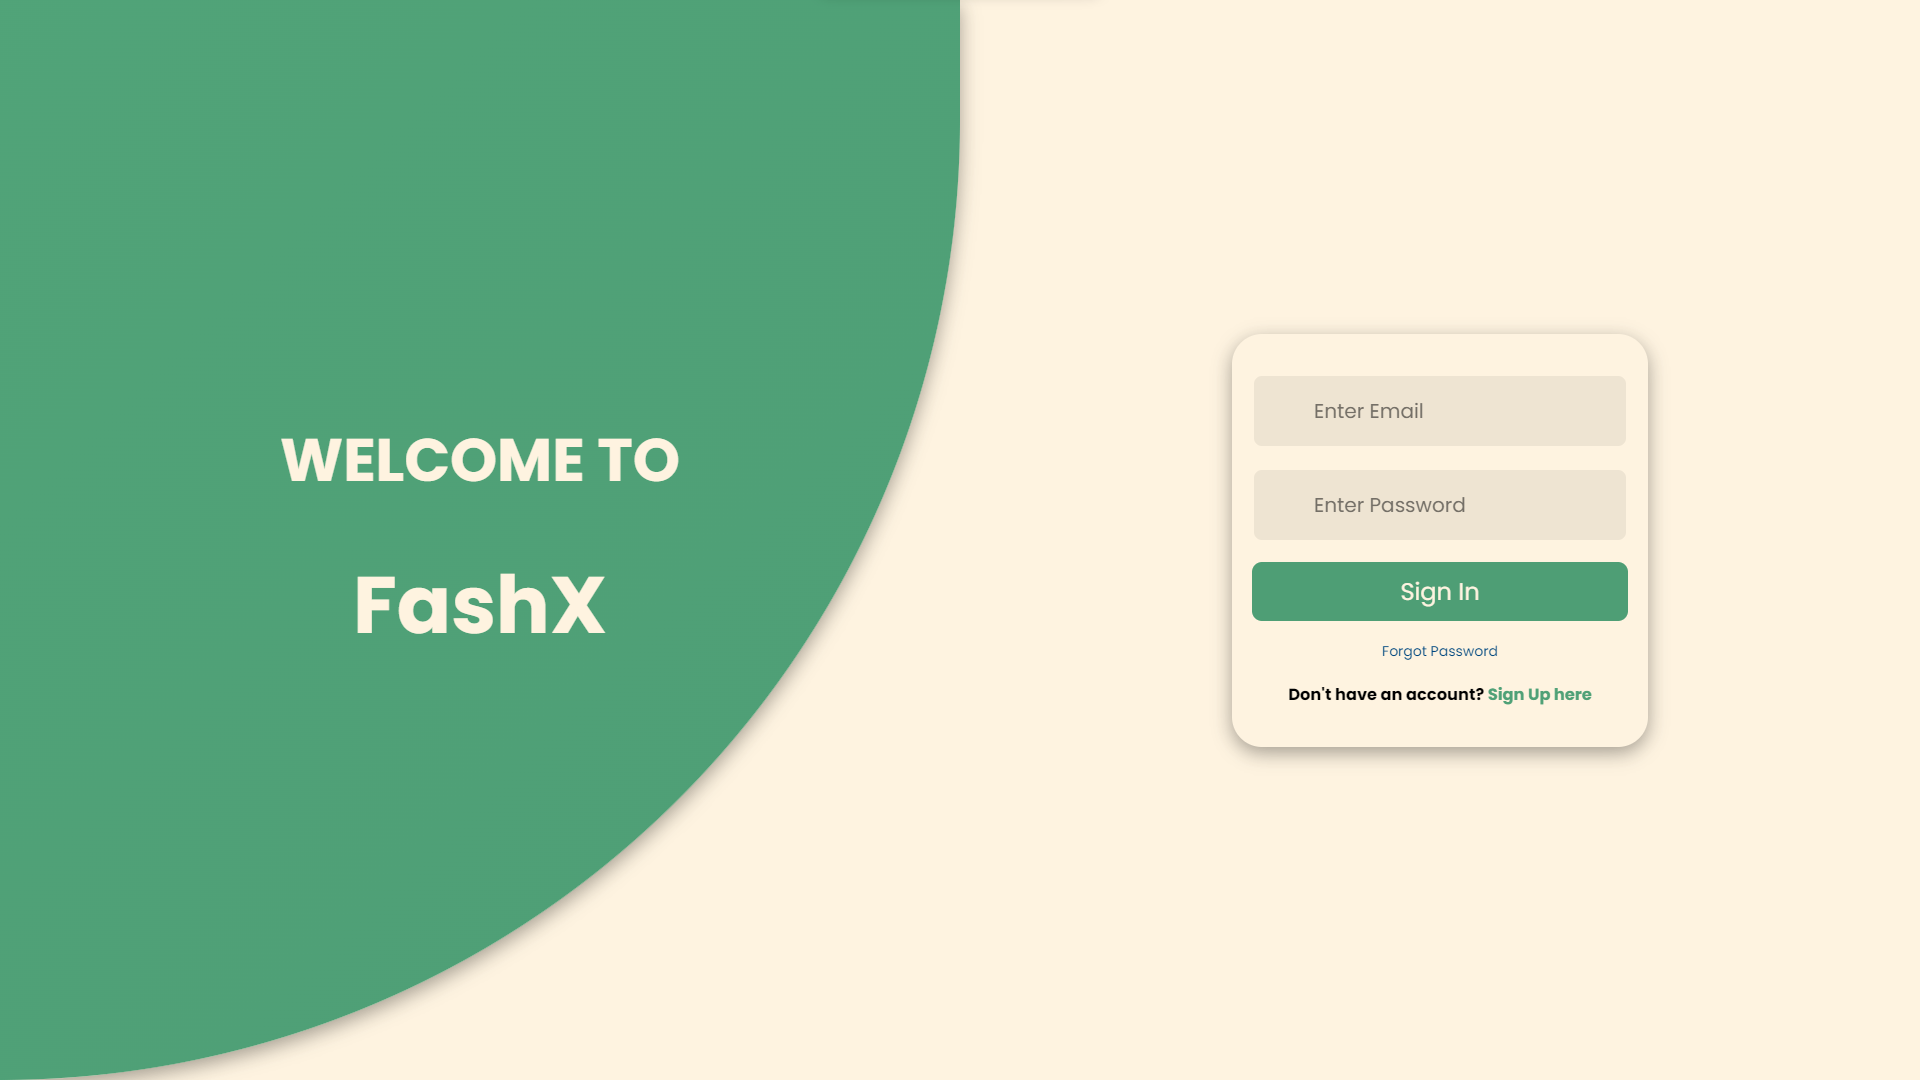 WELCOME TO
FashX
Enter Email
Enter Password
Sign In
Forgot Password
Don't have an account? Sign Up here